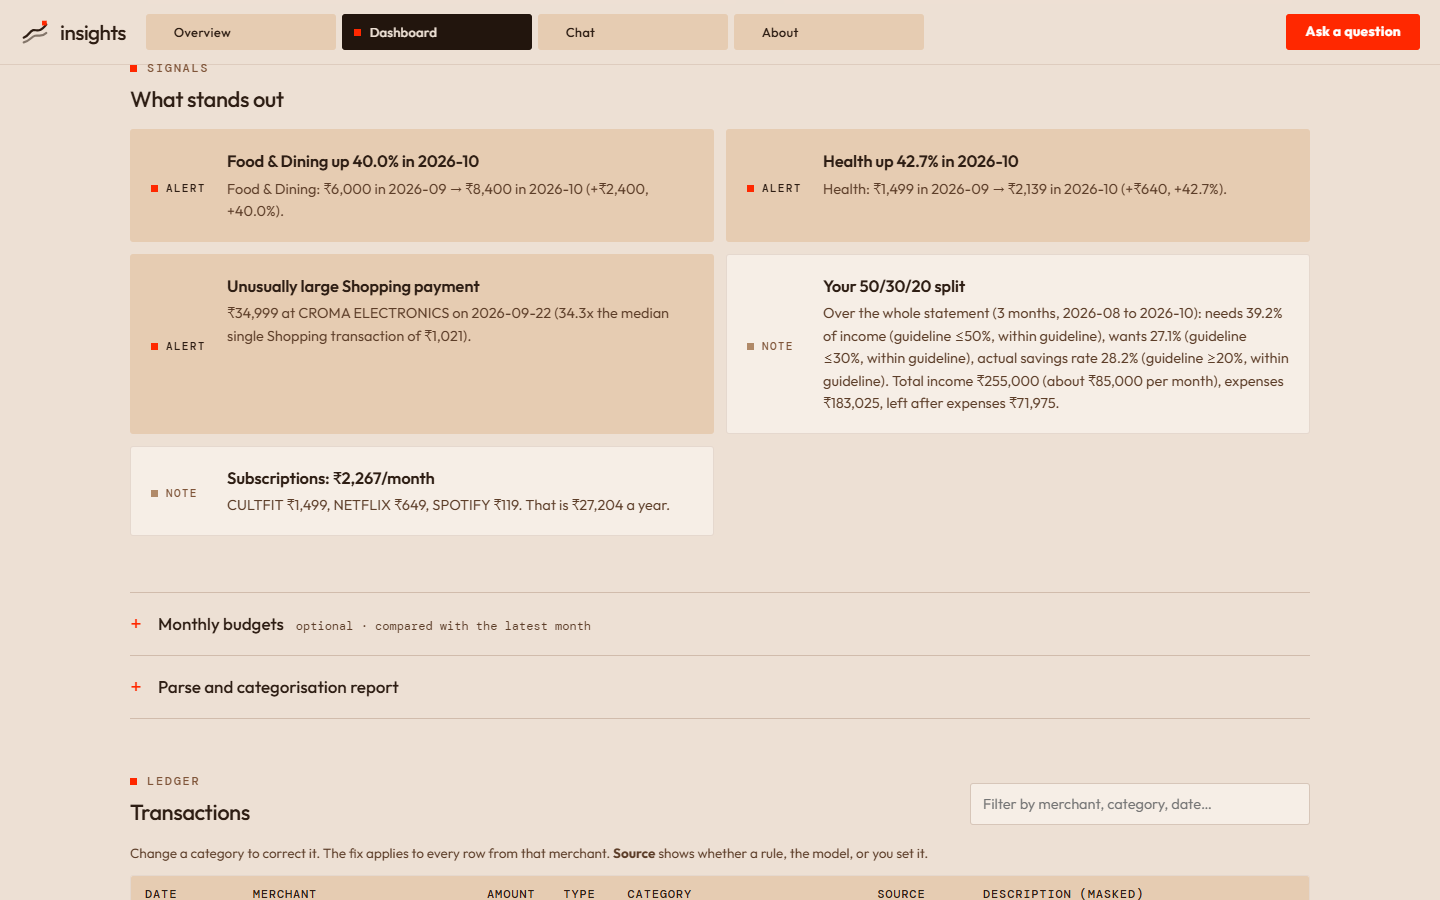 insights
Overview
Dashboard
Chat
About
Ask a question
SIGNALS
What stands out
ALERT
Food & Dining up 40.0% in 2026-10
Food & Dining: ₹6,000 in 2026-09 → ₹8,400 in 2026-10 (+₹2,400,
+40.0%).
ALERT
Health up 42.7% in 2026-10
Health: ₹1,499 in 2026-09 → ₹2,139 in 2026-10 (+₹640, +42.7%).
ALERT
Unusually large Shopping payment
₹34,999 at CROMA ELECTRONICS on 2026-09-22 (34.3x the median
single Shopping transaction of ₹1,021).
NOTE
Your 50/30/20 split
Over the whole statement (3 months, 2026-08 to 2026-10): needs 39.2%
of income (guideline ≤50%, within guideline), wants 27.1% (guideline
≤30%, within guideline), actual savings rate 28.2% (guideline ≥20%, within
guideline). Total income ₹255,000 (about ₹85,000 per month), expenses
₹183,025, left after expenses ₹71,975.
NOTE
Subscriptions: ₹2,267/month
CULTFIT ₹1,499, NETFLIX ₹649, SPOTIFY ₹119. That is ₹27,204 a year.
+ Monthly budgets optional · compared with the latest month
+ Parse and categorisation report
LEDGER
Transactions
Filter by merchant, category, date...
Change a category to correct it. The fix applies to every row from that merchant. Source shows whether a rule, the model, or you set it.
DATE MERCHANT AMOUNT TYPE CATEGORY SOURCE DESCRIPTION (MASKED)